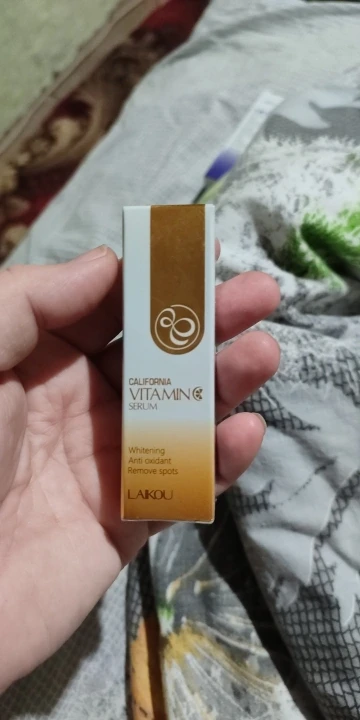 CALIFORNIA
VITAMIN C
SERUM
Whitening
Anti oxidant
Remove spots
LAIKOU